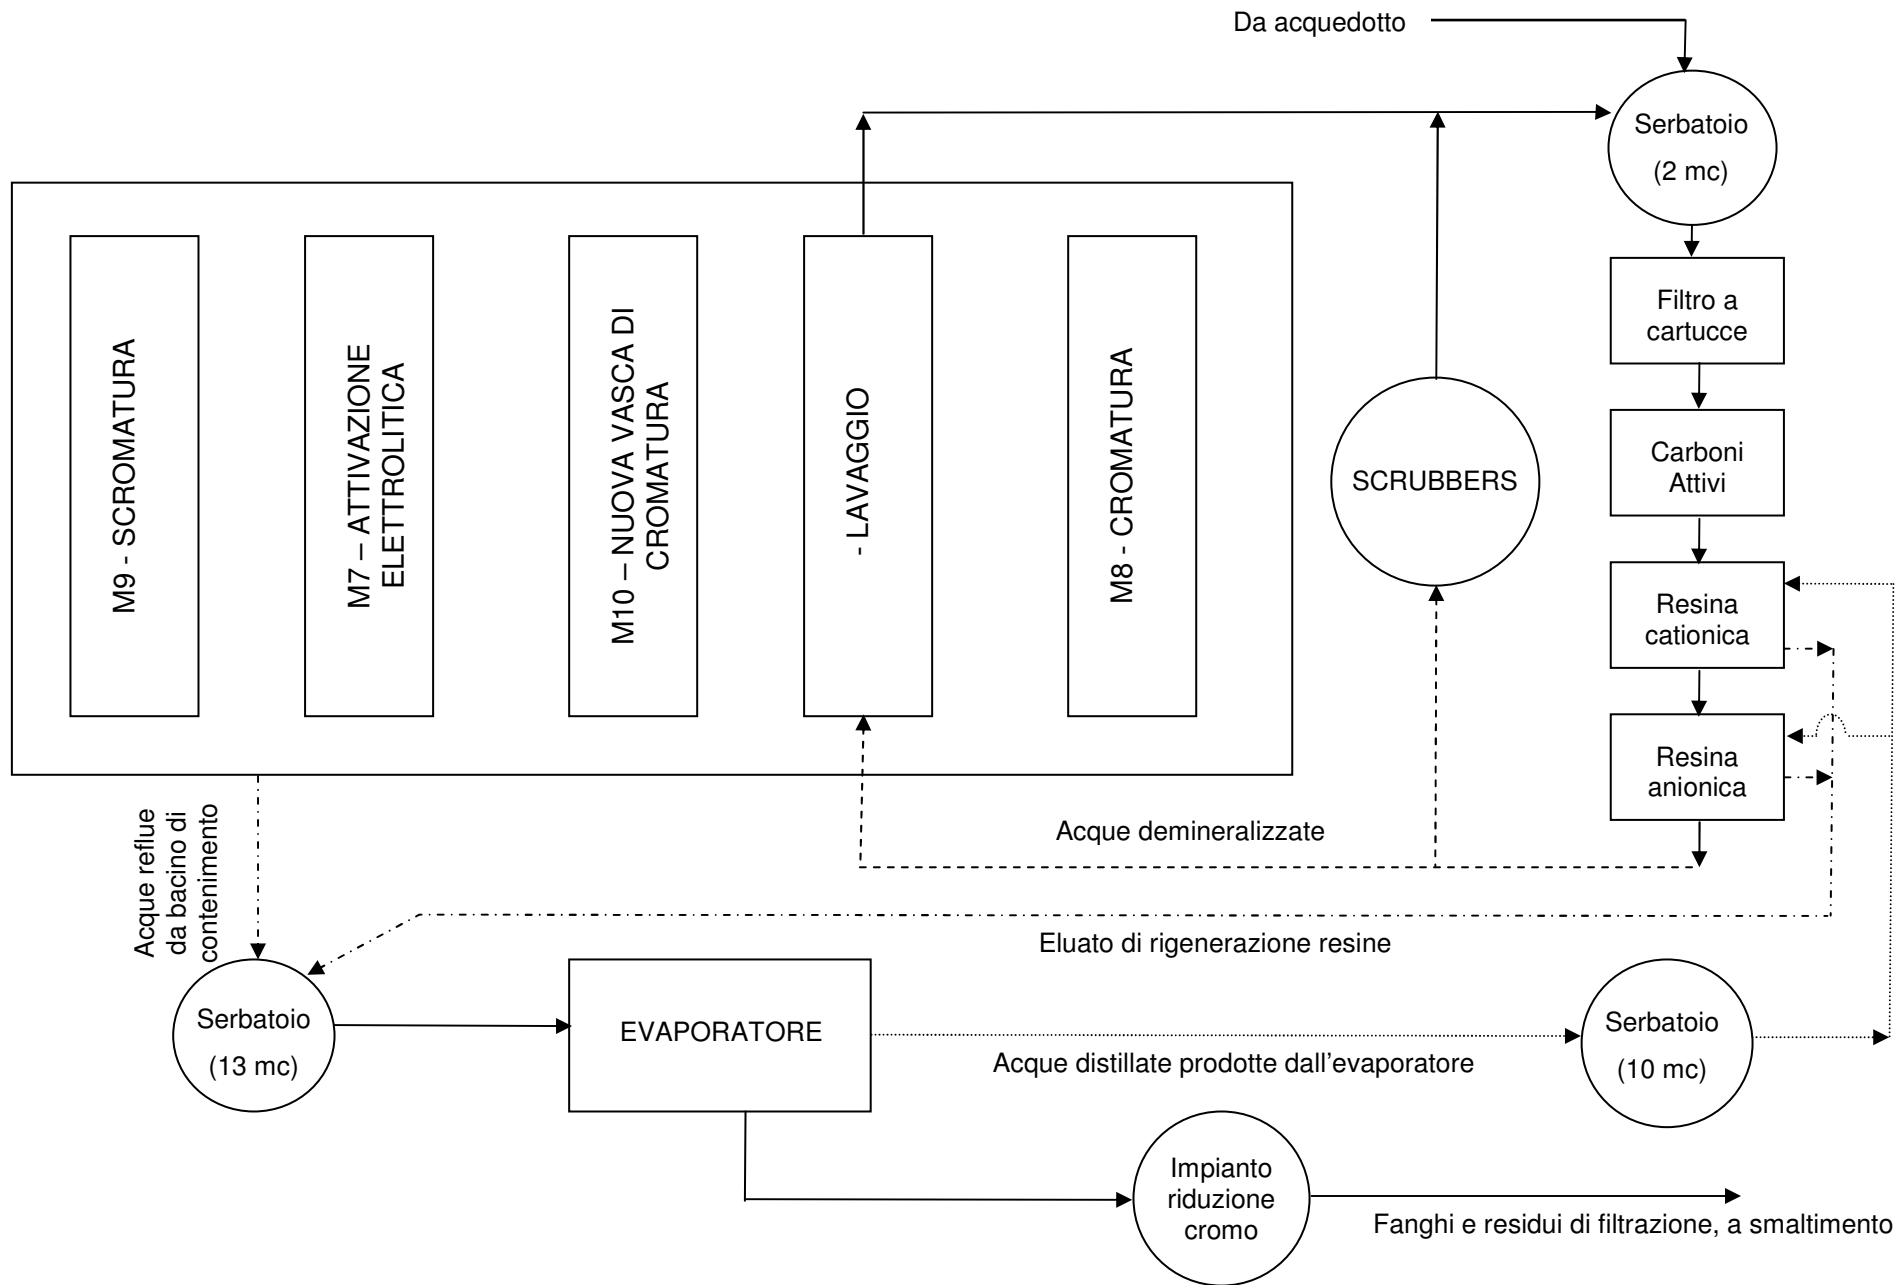 Da acquedotto
Serbatoio
(2 mc)
M9 - SCROMATURA
M7 – ATTIVAZIONE
ELETTROLITICA
M10 – NUOVA VASCA DI
CROMATURA
- LAVAGGIO
M8 - CROMATURA
SCRUBBERS
Filtro a
cartucce
Carboni
Attivi
Resina
cationica
Resina
anionica
Acque demineralizzate
Acque reflue
da bacino di
contenimento
Eluato di rigenerazione resine
Serbatoio
(13 mc)
EVAPORATORE
Acque distillate prodotte dall'evaporatore
Serbatoio
(10 mc)
Impianto
riduzione
cromo
Fanghi e residui di filtrazione, a smaltimento